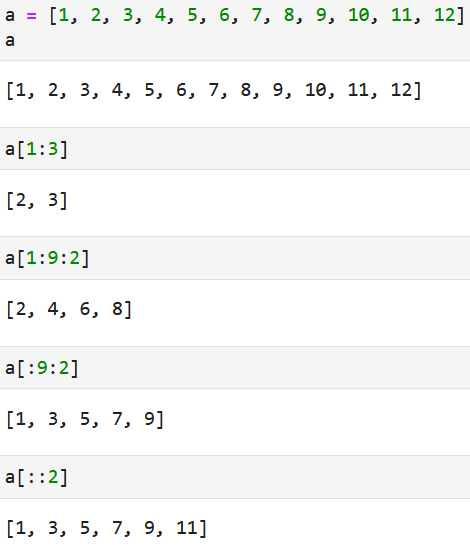 a = [1, 2, 3, 4, 5, 6, 7, 8, 9, 10, 11, 12]
a
[1, 2, 3, 4, 5, 6, 7, 8, 9, 10, 11, 12]
a[1:3]
[2, 3]
a[1:9:2]
[2, 4, 6, 8]
a[:9:2]
[1, 3, 5, 7, 9]
a[::2]
[1, 3, 5, 7, 9, 11]